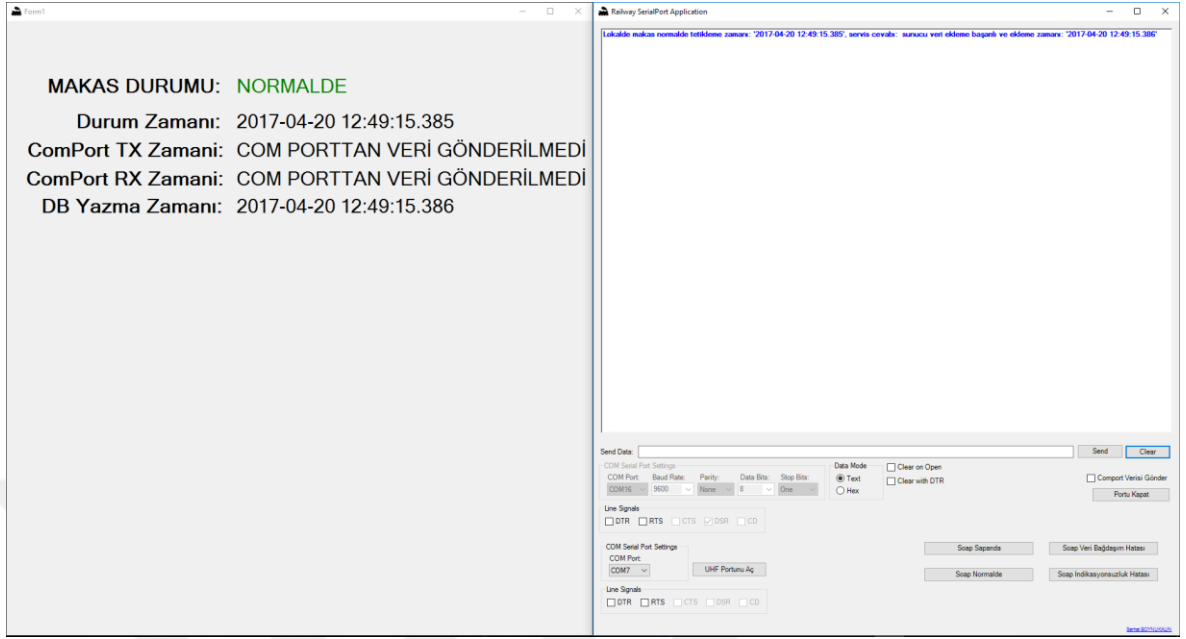 Form1
MAKAS DURUMU: NORMALDE
Durum Zamanı: 2017-04-20 12:49:15.385
ComPort TX Zamani: COM PORTTAN VERİ GÖNDERİLMEDİ
ComPort RX Zamani: COM PORTTAN VERİ GÖNDERİLMEDİ
DB Yazma Zamanı: 2017-04-20 12:49:15.386
Railway SerialPort Application
Lokalde makas normalde tetikleme zamanı: '2017-04-20 12:49:15.385', servis cevabı: sunucu veri ekleme başarılı ve ekleme zamanı: '2017-04-20 12:49:15.386'
Send Data: Send Clear
COM Serial Port Settings Data Mode Clear on Open
COM Port: Baud Rate: Parity: Data Bits: Stop Bits: Text Comport Verisi Gönder
COM16 9600 None 8 One Hex Clear with DTR
Portu Kapat
Line Signals
DTR RTS CTS DSR CD
COM Serial Port Settings Soap Sapanda Soap Veri Bağdaşım Hatası
COM Port:
COM7 UHF Portunu Aç Soap Normalde Soap İndikasyonsuzluk Hatası
Line Signals
DTR RTS CTS DSR CD